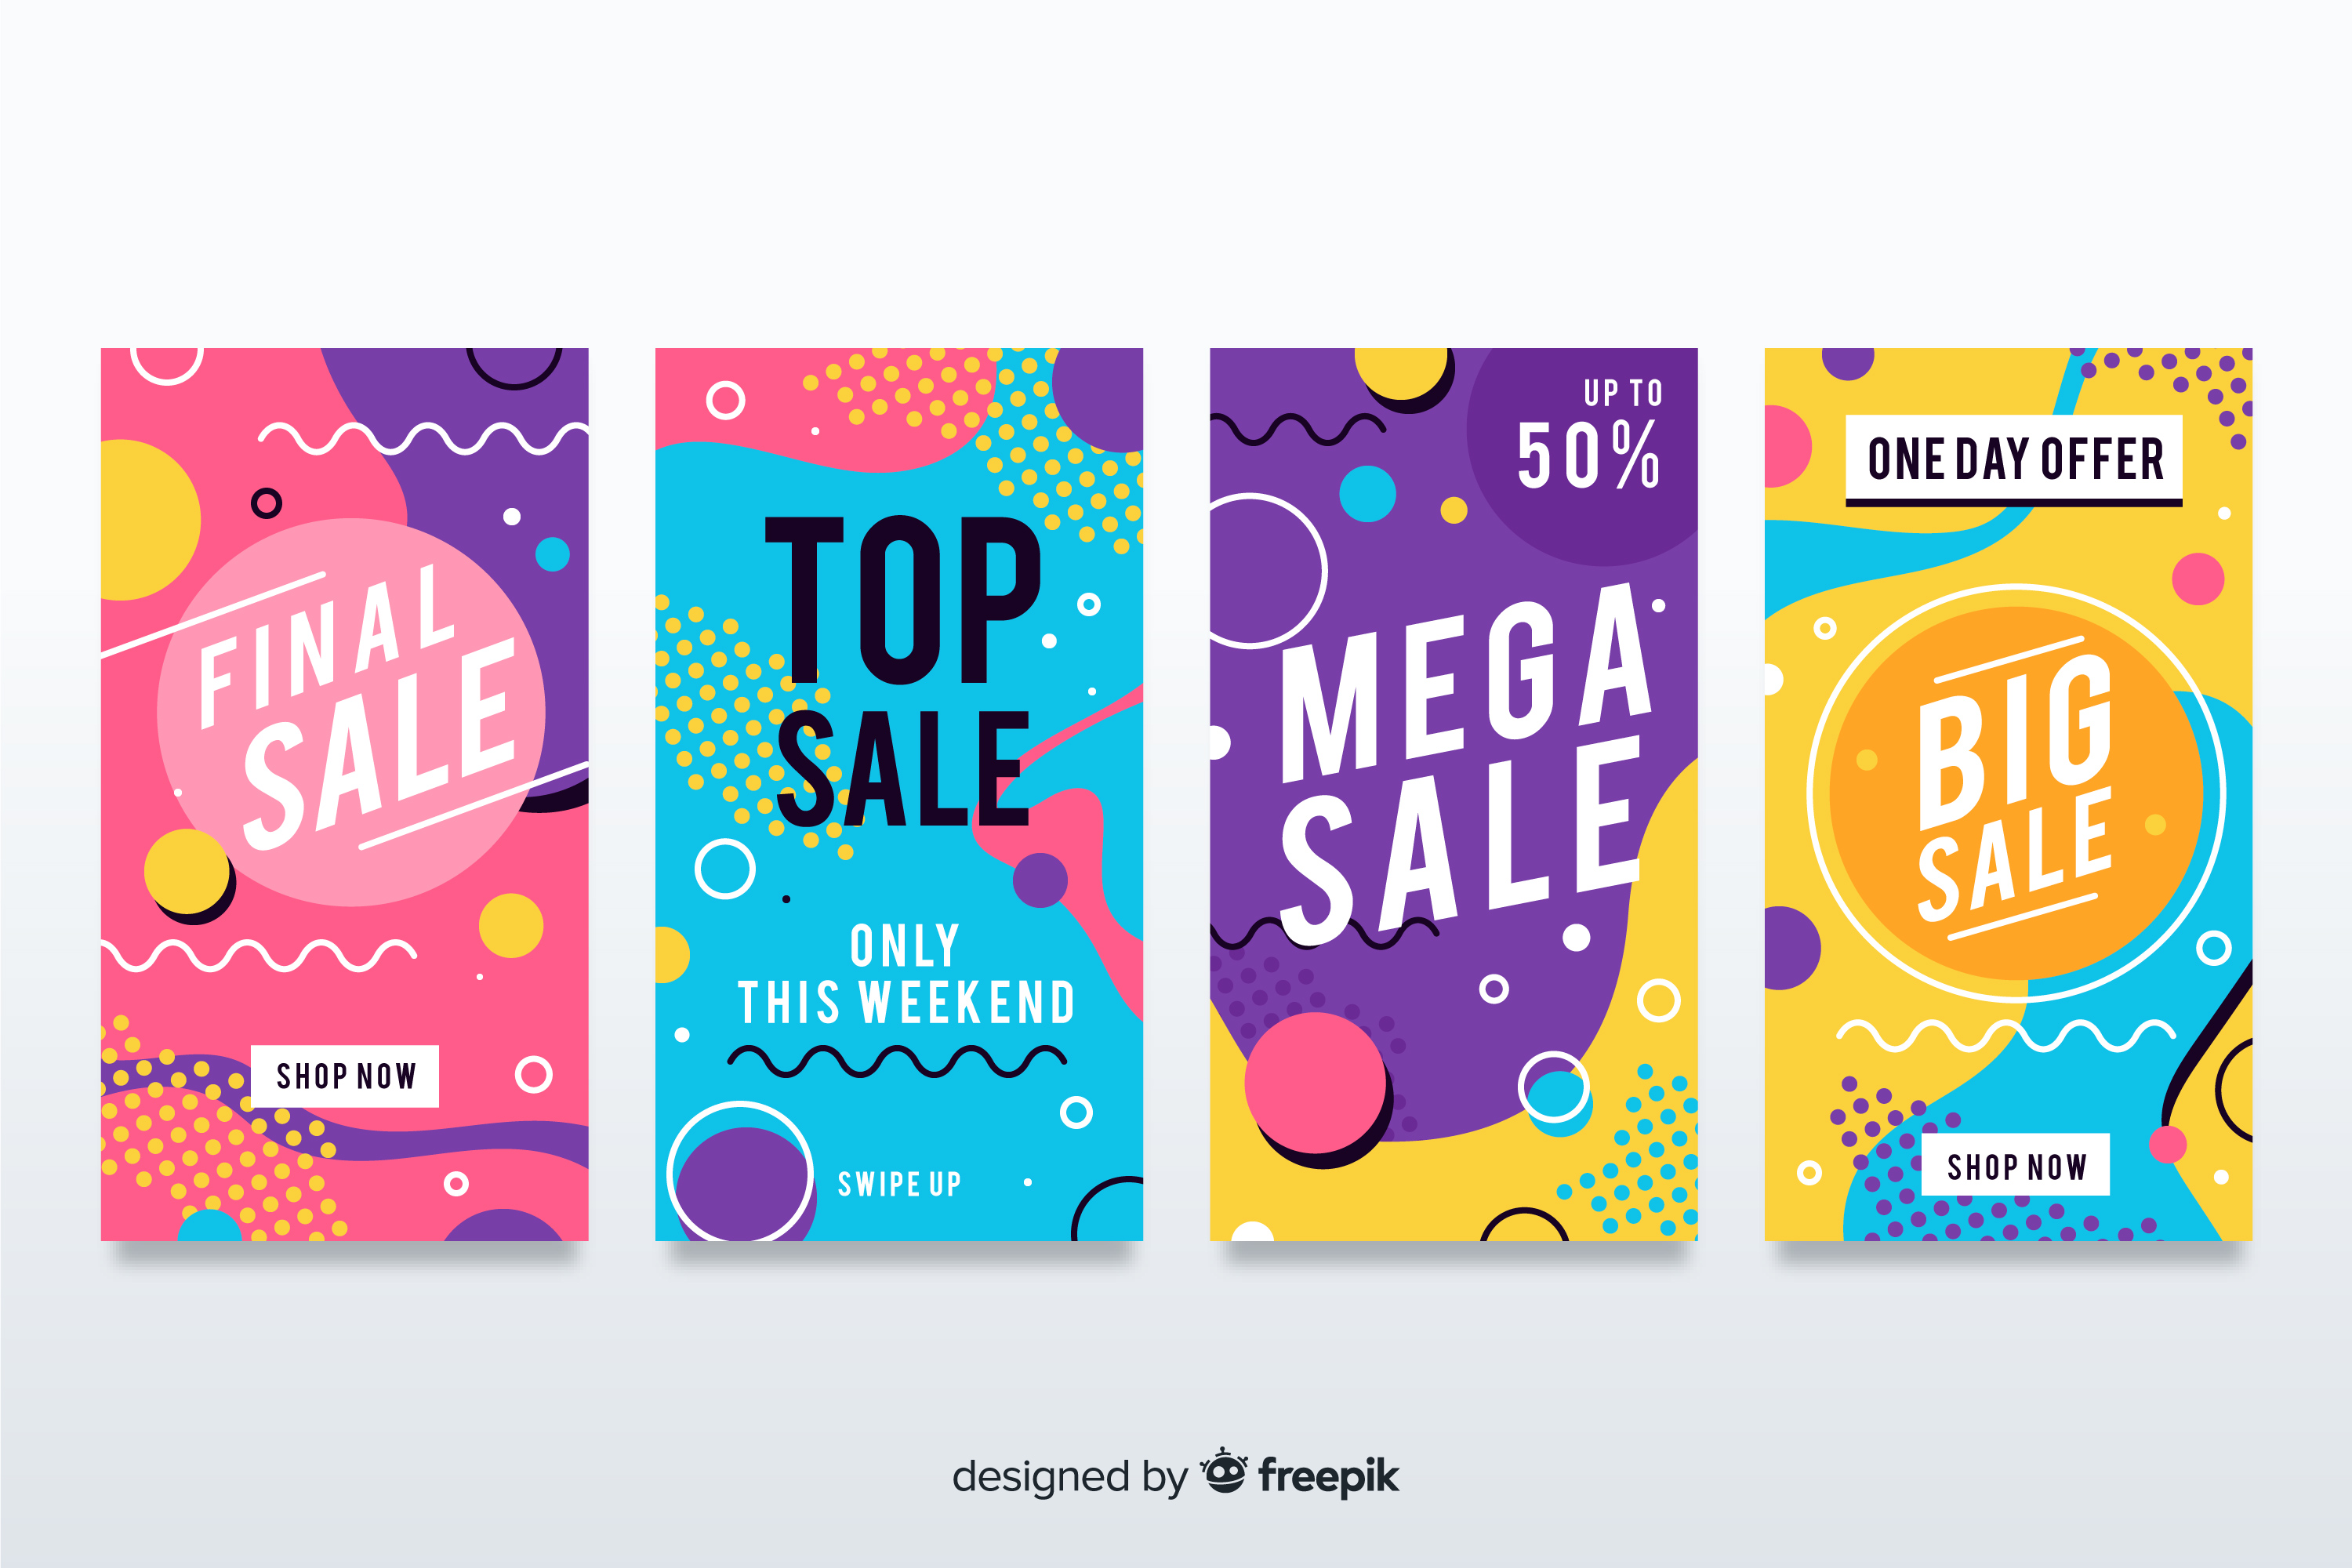 FINAL
SALE
SHOP NOW
TOP
SALE
ONLY
THIS WEEKEND
SWIPE UP
UP TO
50%
MEGA
SALE
ONE DAY OFFER
BIG
SALE
SHOP NOW
designed by freepik